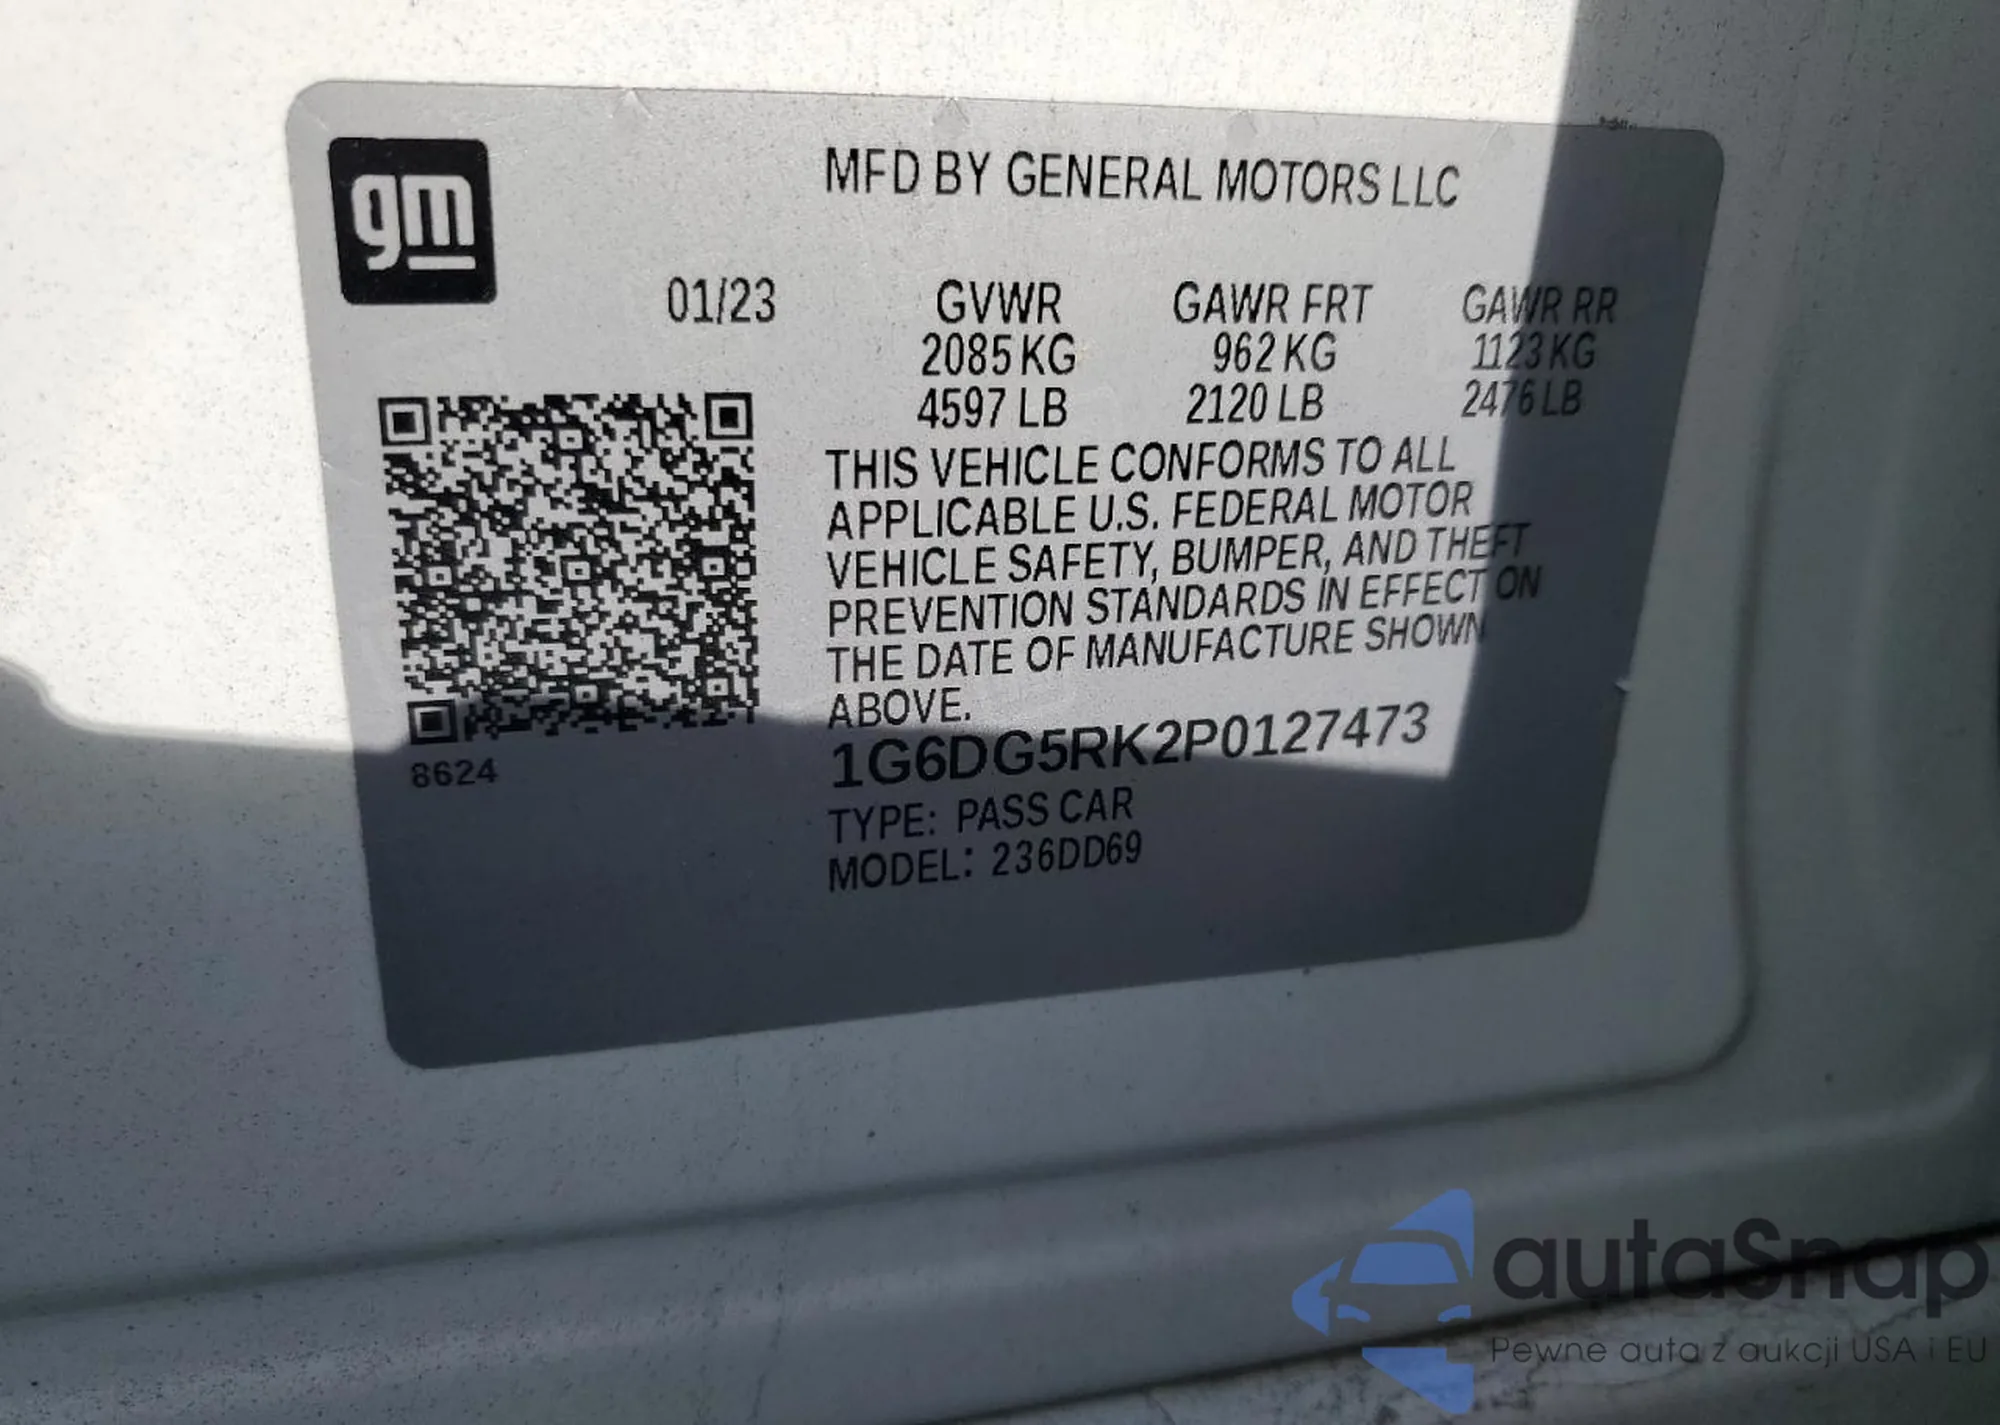 gm
MFD BY GENERAL MOTORS LLC
01/23 GVWR GAWR FRT GAWR RR
2085 KG 962 KG 1123 KG
4597 LB 2120 LB 2476 LB
THIS VEHICLE CONFORMS TO ALL
APPLICABLE U.S. FEDERAL MOTOR
VEHICLE SAFETY, BUMPER, AND THEFT
PREVENTION STANDARDS IN EFFECT ON
THE DATE OF MANUFACTURE SHOWN
ABOVE.
1G6DG5RK2P0127473
8624
TYPE: PASS CAR
MODEL: 236DD69
autaSnap
Pewne auta z aukcji USA i EU